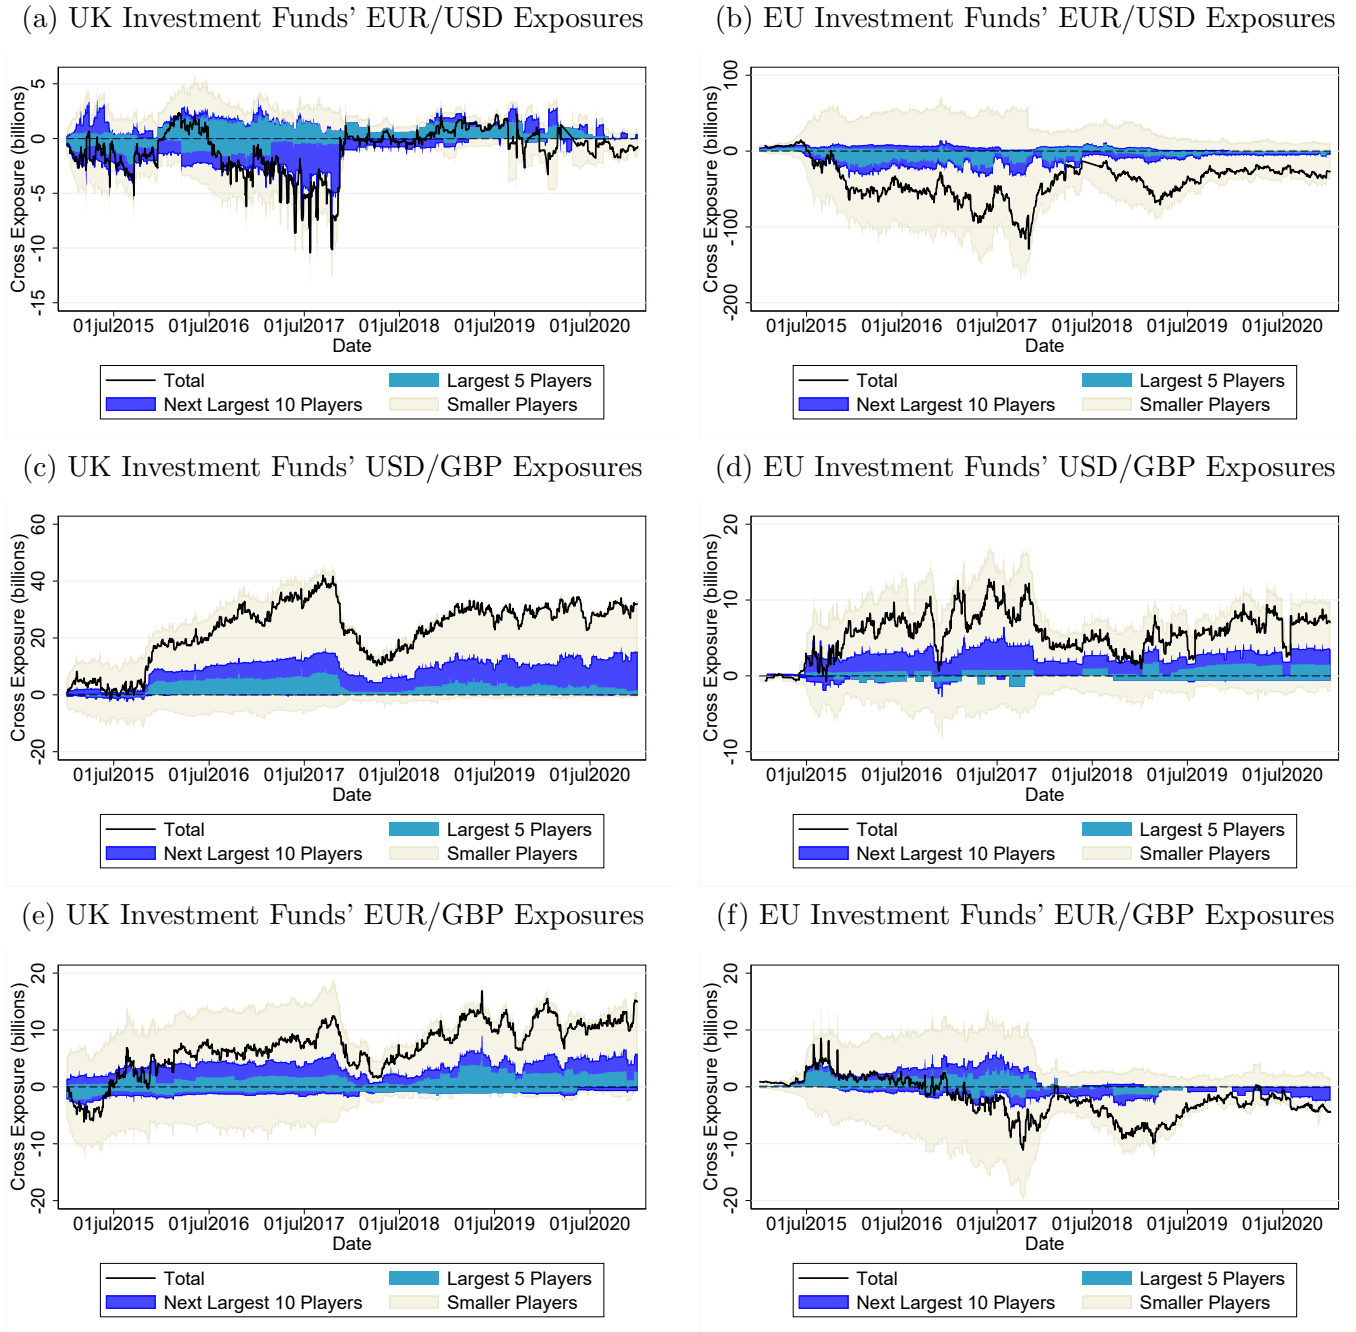 (a) UK Investment Funds' EUR/USD Exposures
Cross Exposure (billions)
5
0
-5
-10
-15
01jul2015 01jul2016 01jul2017 01jul2018 01jul2019 01jul2020
Date
Total
Largest 5 Players
Next Largest 10 Players
Smaller Players
(b) EU Investment Funds' EUR/USD Exposures
Cross Exposure (billions)
100
0
-100
-200
01jul2015 01jul2016 01jul2017 01jul2018 01jul2019 01jul2020
Date
Total
Largest 5 Players
Next Largest 10 Players
Smaller Players
(c) UK Investment Funds' USD/GBP Exposures
Cross Exposure (billions)
60
40
20
0
-20
01jul2015 01jul2016 01jul2017 01jul2018 01jul2019 01jul2020
Date
Total
Largest 5 Players
Next Largest 10 Players
Smaller Players
(d) EU Investment Funds' USD/GBP Exposures
Cross Exposure (billions)
20
10
0
-10
01jul2015 01jul2016 01jul2017 01jul2018 01jul2019 01jul2020
Date
Total
Largest 5 Players
Next Largest 10 Players
Smaller Players
(e) UK Investment Funds' EUR/GBP Exposures
Cross Exposure (billions)
20
10
0
-10
-20
01jul2015 01jul2016 01jul2017 01jul2018 01jul2019 01jul2020
Date
Total
Largest 5 Players
Next Largest 10 Players
Smaller Players
(f) EU Investment Funds' EUR/GBP Exposures
Cross Exposure (billions)
20
10
0
-10
-20
01jul2015 01jul2016 01jul2017 01jul2018 01jul2019 01jul2020
Date
Total
Largest 5 Players
Next Largest 10 Players
Smaller Players